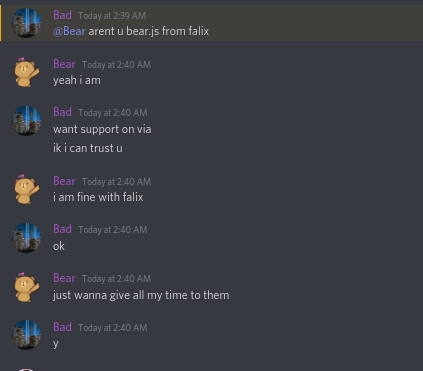 Bad Today at 2:39 AM
@Bear arent u bear.js from falix
Bear Today at 2:40 AM
yeah i am
Bad Today at 2:40 AM
want support on via
ik i can trust u
Bear Today at 2:40 AM
i am fine with falix
Bad Today at 2:40 AM
ok
Bear Today at 2:40 AM
just wanna give all my time to them
Bad Today at 2:40 AM
y